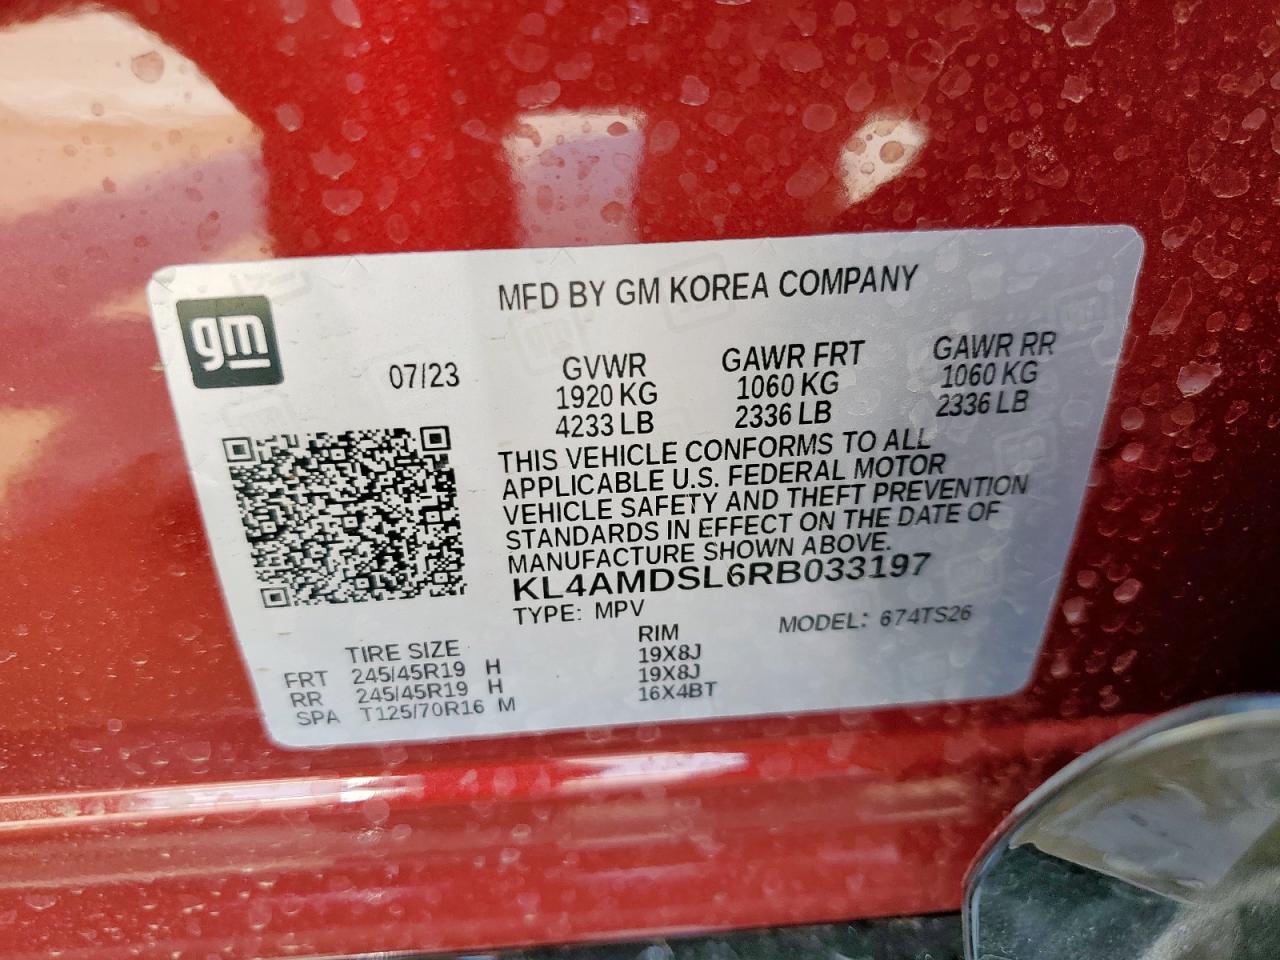 MFD BY GM KOREA COMPANY
gm
07/23
GVWR GAWR FRT GAWR RR
1920 KG 1060 KG 1060 KG
4233 LB 2336 LB 2336 LB
THIS VEHICLE CONFORMS TO ALL
APPLICABLE U.S. FEDERAL MOTOR
VEHICLE SAFETY AND THEFT PREVENTION
STANDARDS IN EFFECT ON THE DATE OF
MANUFACTURE SHOWN ABOVE.
KL4AMDSL6RB033197
TYPE: MPV MODEL: 674TS26
TIRE SIZE RIM
FRT 245/45R19 H 19X8J
RR 245/45R19 H 19X8J
SPA T125/70R16 M 16X4BT